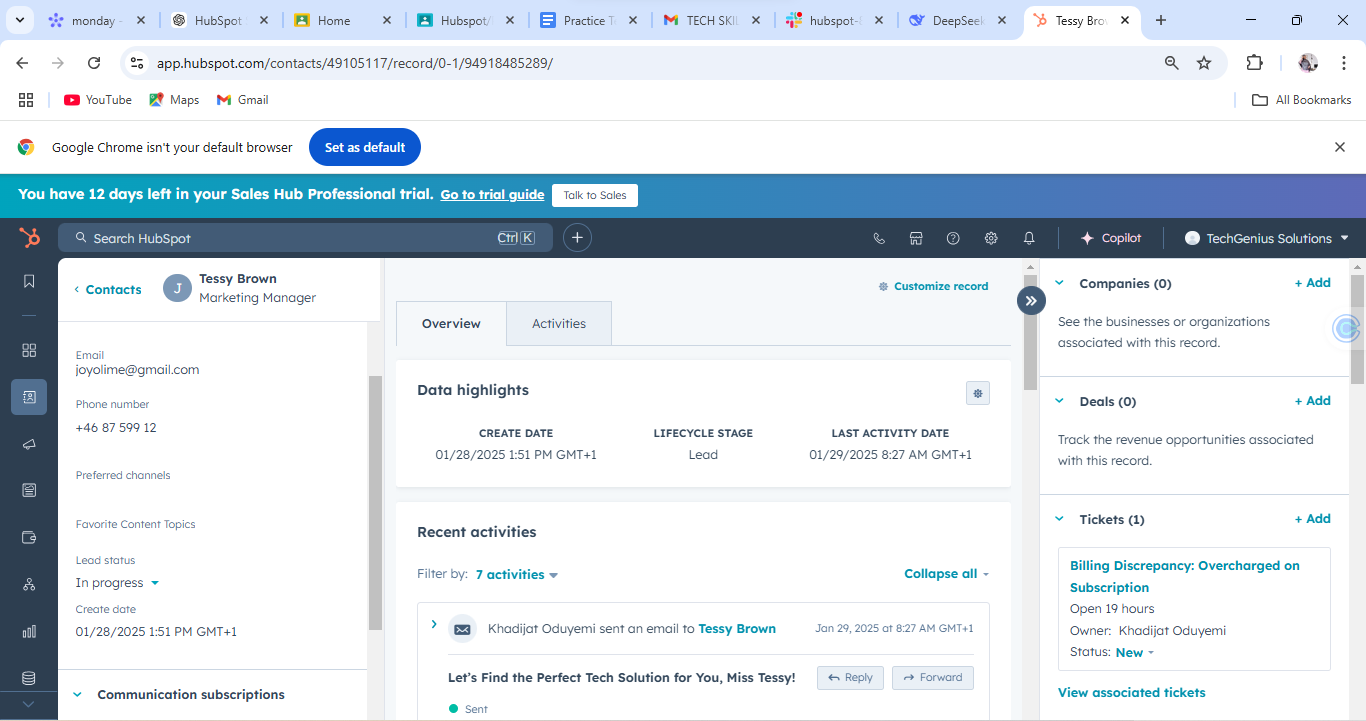 monday -
HubSpot
Home
Hubspot/
Practice T
TECH SKIL
hubspot-
DeepSeek
Tessy Bro
app.hubspot.com/contacts/49105117/record/0-1/94918485289/
YouTube
Maps
Gmail
All Bookmarks
Google Chrome isn't your default browser
Set as default
You have 12 days left in your Sales Hub Professional trial. Go to trial guide
Talk to Sales
Search HubSpot
Ctrl K
Copilot
TechGenius Solutions
Contacts
J
Tessy Brown
Marketing Manager
Email
joyolime@gmail.com
Phone number
+46 87 599 12
Preferred channels
Favorite Content Topics
Lead status
In progress
Create date
01/28/2025 1:51 PM GMT+1
Communication subscriptions
Customize record
Overview
Activities
Data highlights
CREATE DATE
01/28/2025 1:51 PM GMT+1
LIFECYCLE STAGE
Lead
LAST ACTIVITY DATE
01/29/2025 8:27 AM GMT+1
Recent activities
Filter by: 7 activities
Collapse all
Khadijat Oduyemi sent an email to Tessy Brown
Jan 29, 2025 at 8:27 AM GMT+1
Let's Find the Perfect Tech Solution for You, Miss Tessy!
Reply
Forward
Sent
Companies (0)
+ Add
See the businesses or organizations
associated with this record.
Deals (0)
+ Add
Track the revenue opportunities associated
with this record.
Tickets (1)
+ Add
Billing Discrepancy: Overcharged on
Subscription
Open 19 hours
Owner: Khadijat Oduyemi
Status: New
View associated tickets